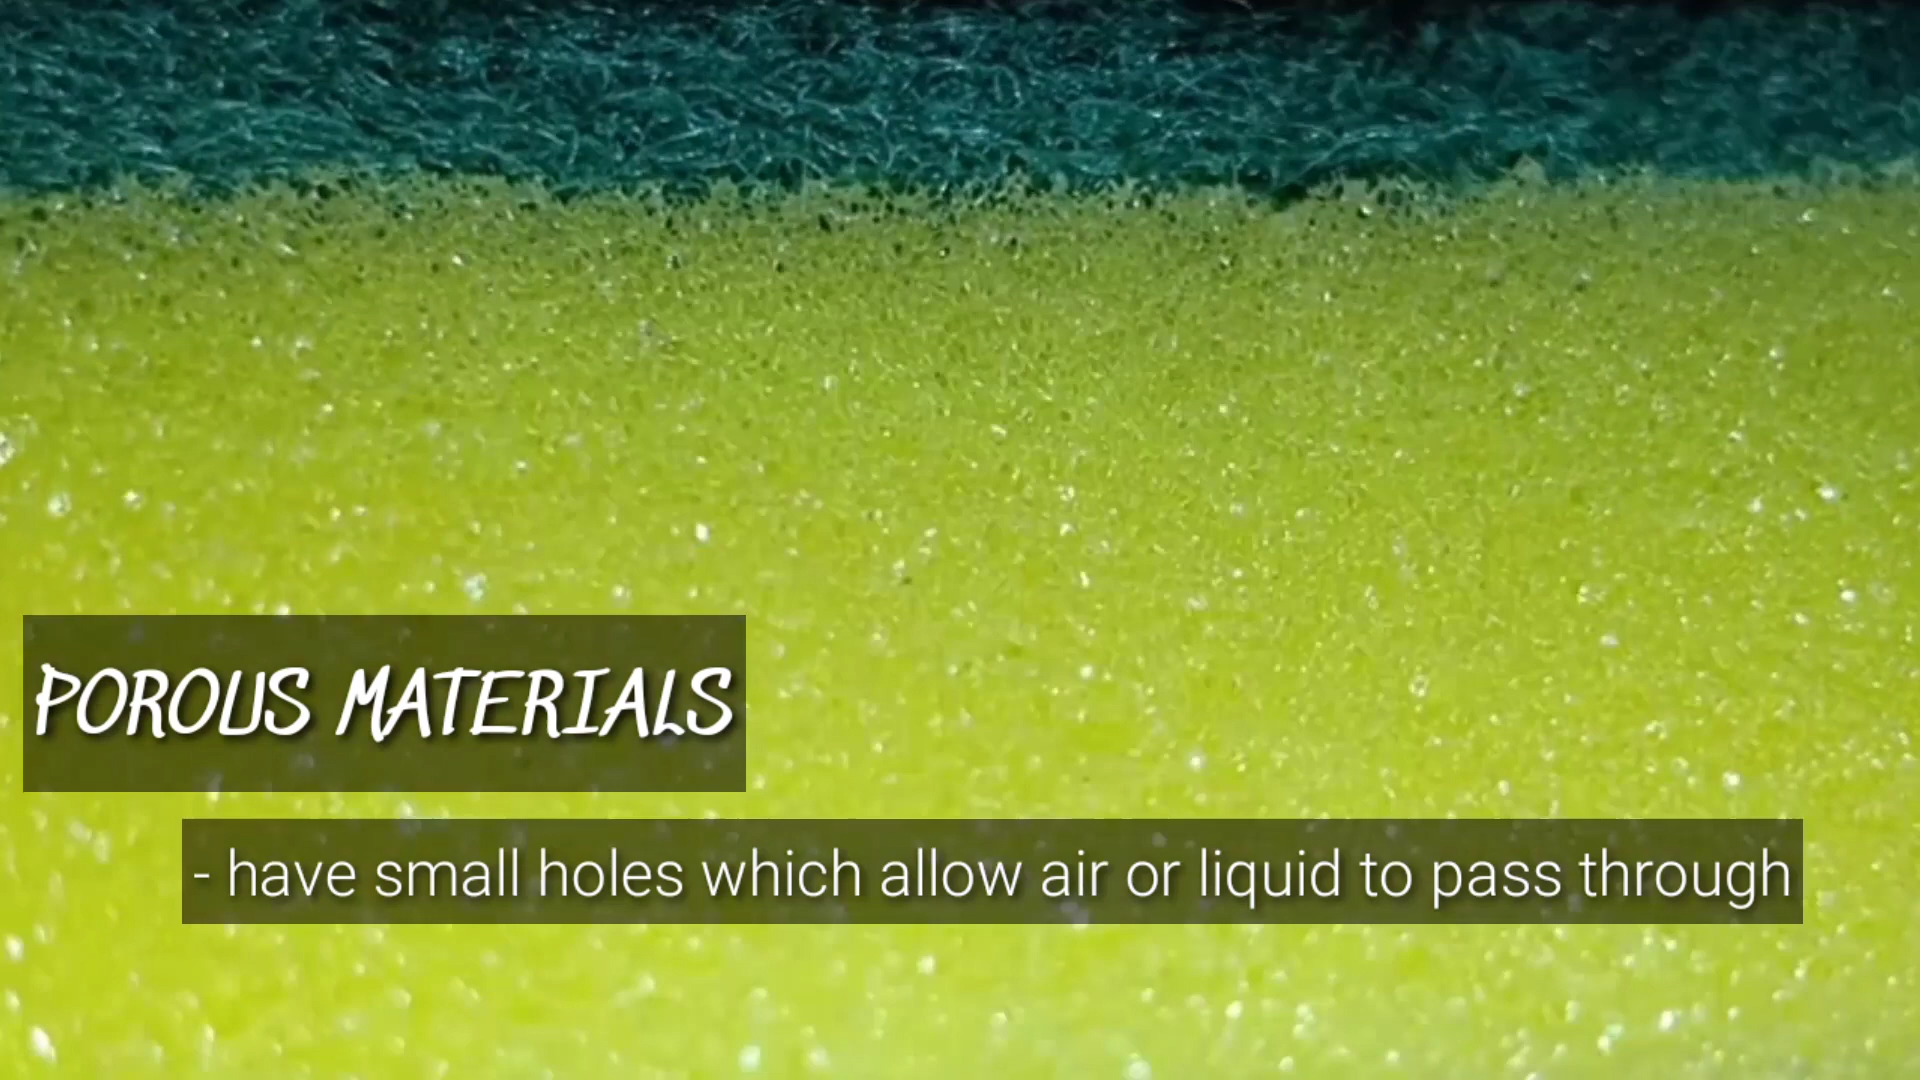 POROUS MATERIALS
- have small holes which allow air or liquid to pass through